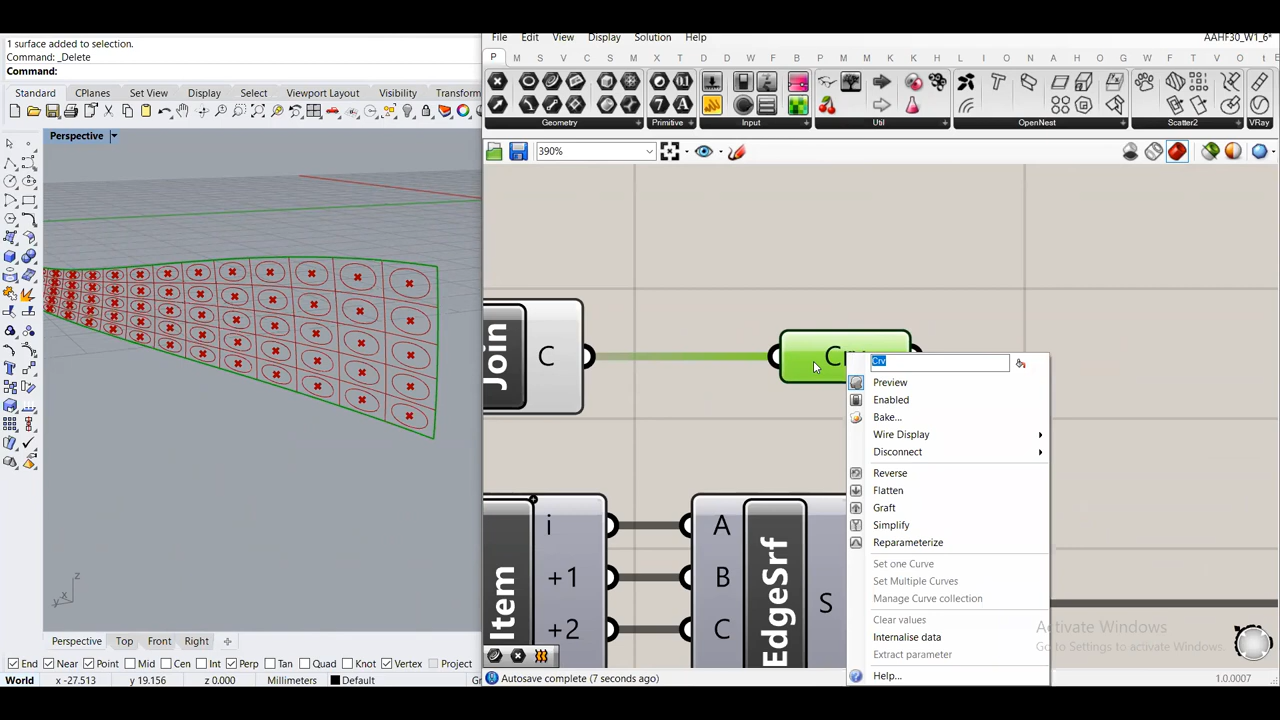 1 surface added to selection.
Command: _Delete
Command:
Standard CPlanes Set View Display Select Viewport Layout Visibility Transform
Perspective
z
y x
Perspective Top Front Right
End Near Point Mid Cen Int Perp Tan Quad Knot Vertex Project
World x -27.513 y 19.156 z 0.000 Millimeters Default
File Edit View Display Solution Help AAHF30_W1_6*
P M S V C S M I X T D R B P L M K E A W F E O t
Geometry Primitive Input Util OpenNest Scatter2 VRay
390%
Join C
Crv
Preview
Enabled
Bake...
Wire Display
Disconnect
Reverse
Flatten
Graft
Simplify
Reparameterize
Set one Curve
Set Multiple Curves
Manage Curve collection
Clear values
Internalise data
Extract parameter
Help...
Item i +1 +2
EdgeSrf A B C S
Activate Windows
Go to Settings to activate Windows.
Autosave complete (7 seconds ago) 1.0.0007